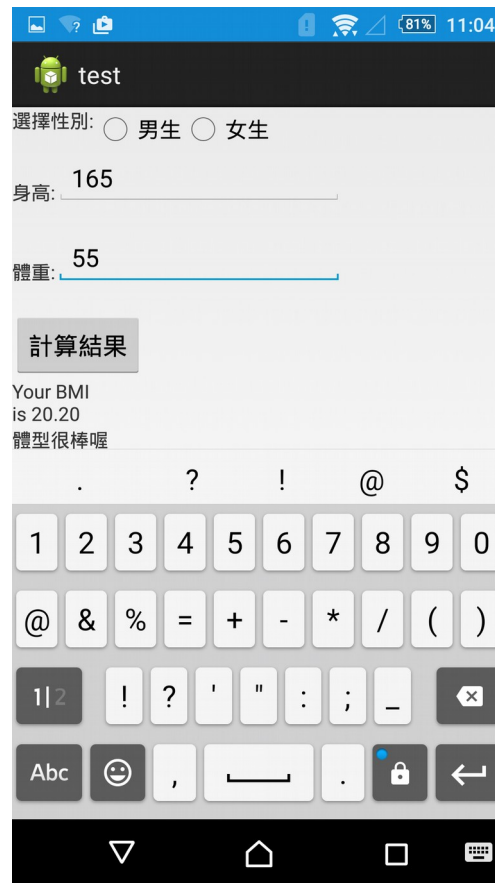 81% 11:04
test
選擇性別: 男生 女生
身高: 165
體重: 55
計算結果
Your BMI
is 20.20
體型很棒喔
. ? ! @ $
1 2 3 4 5 6 7 8 9 0
@ & % = + - * / ( )
1|2 ! ? ' " : ; _
Abc , .